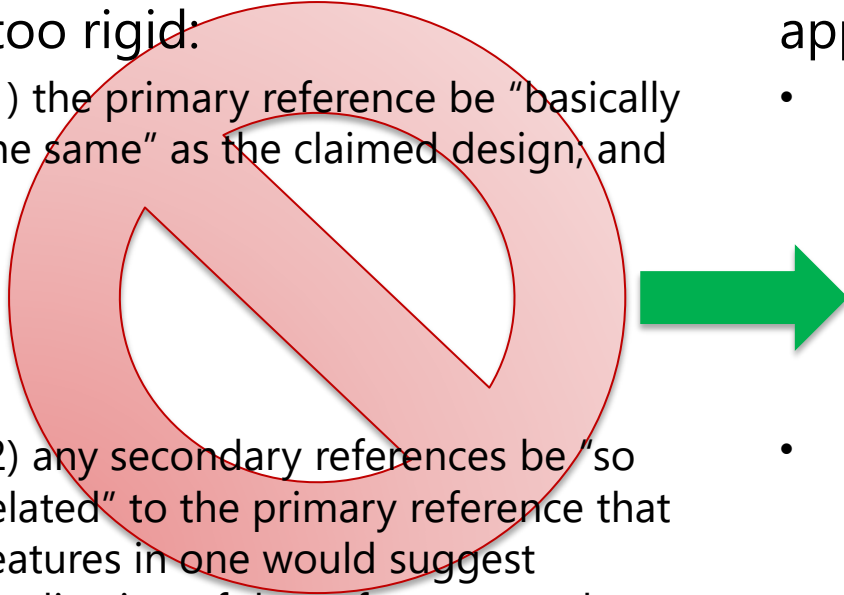 too rigid:
) the primary reference be “basically
he same” as the claimed design; and
2) any secondary references be “so
elated” to the primary reference that
eatures in one would suggest
app
•
•